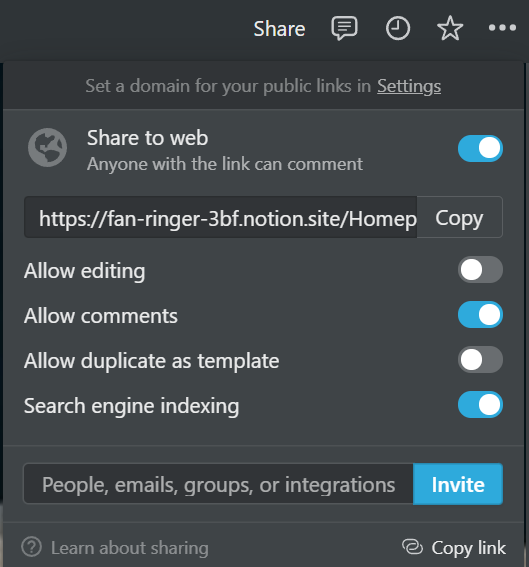 Share
Set a domain for your public links in Settings
Share to web
Anyone with the link can comment
https://fan-ringer-3bf.notion.site/Homep
Copy
Allow editing
Allow comments
Allow duplicate as template
Search engine indexing
People, emails, groups, or integrations
Invite
Learn about sharing
Copy link